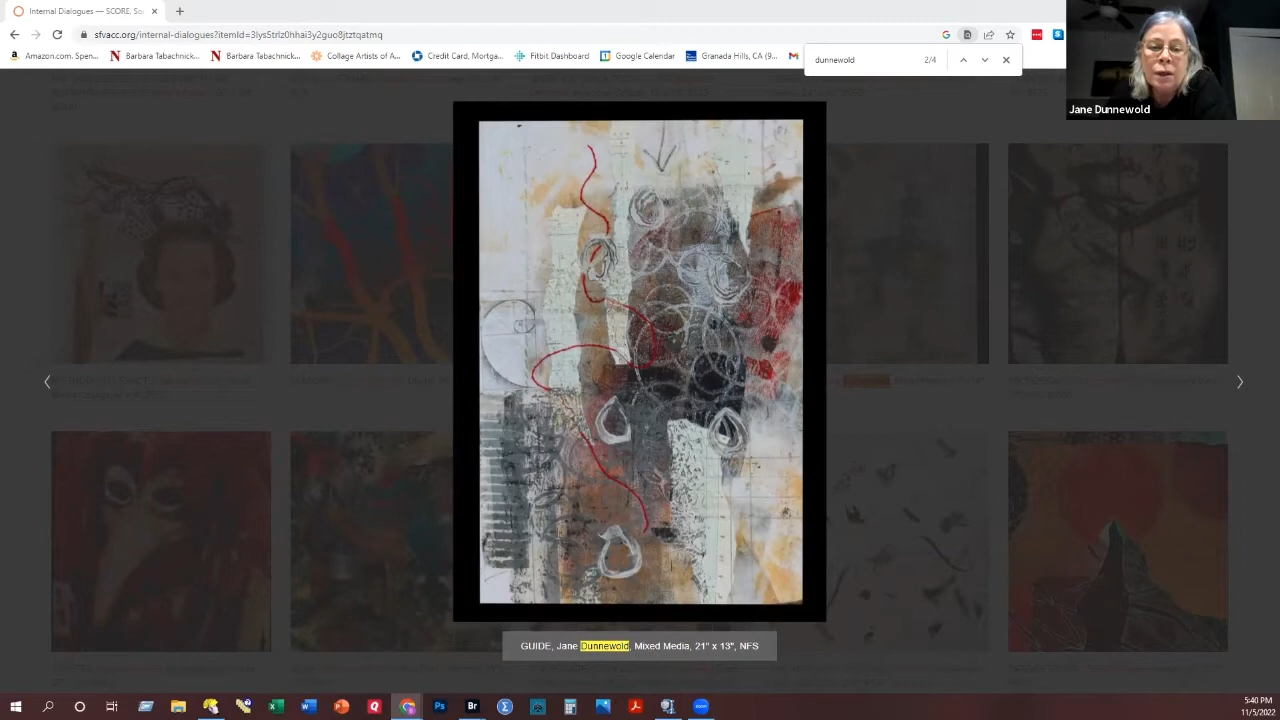 Internal Dialogues — SCORE. So
sfvacc.org/internal-dialogues?itemId=3lysStrlz0hhai3y2guo8jtztqatmq
Amazon.com. Spen...
Barbara Tabachnick...
Barbara Tabachnick...
Collage Artists of A...
Credit Card, Mortga...
Fitbit Dashboard
Google Calendar
Granada Hills, CA (9...
dunnewold
2/4
Jane Dunnewold
GUIDE, Jane Dunnewold, Mixed Media, 21" x 13", NFS
5:40 PM
11/5/2022